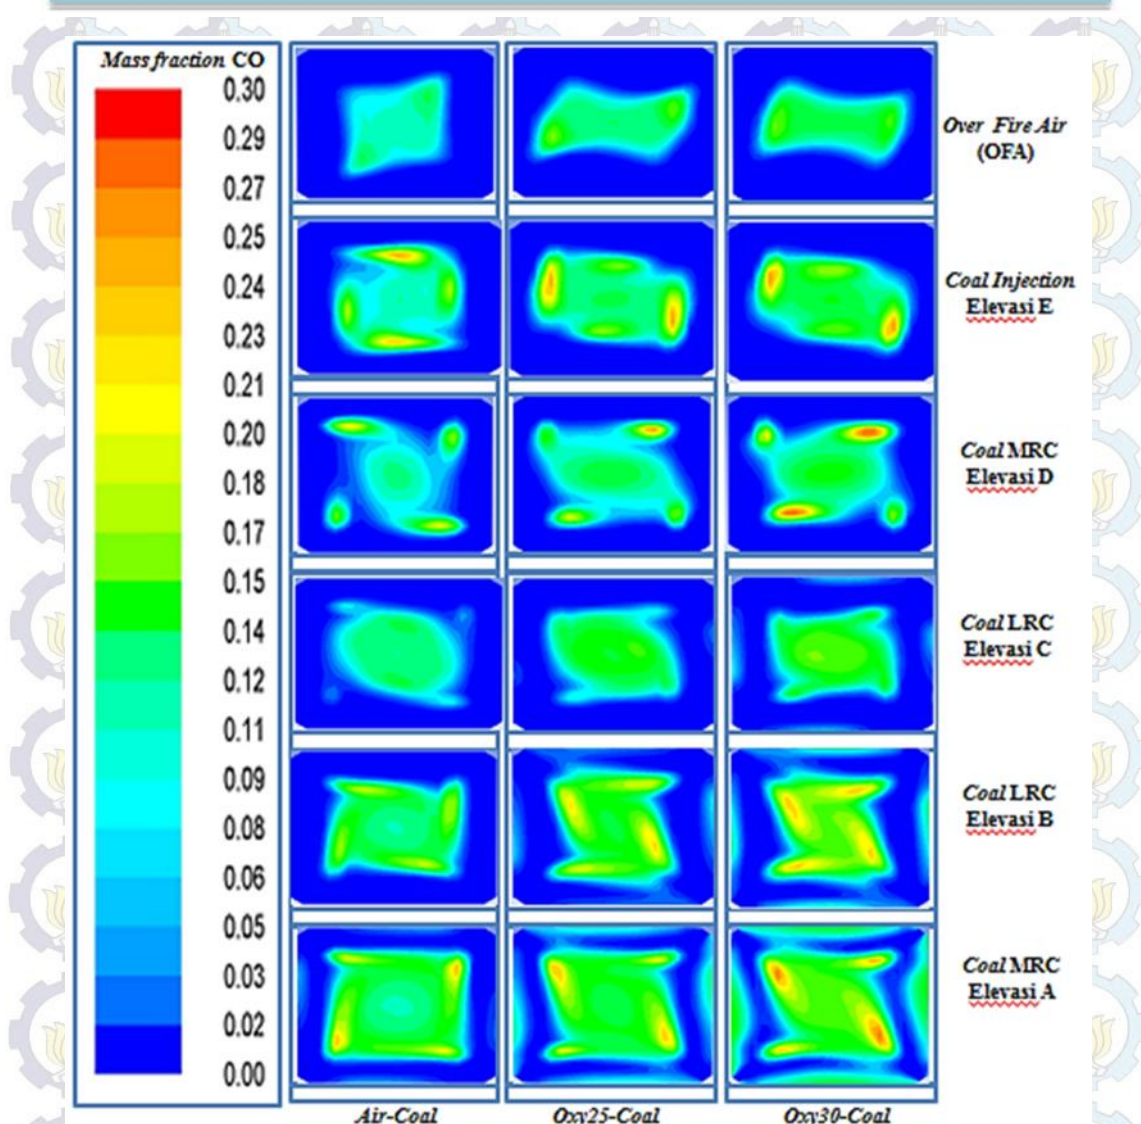 Mass fraction CO
0.30
0.29
0.27
0.25
0.24
0.23
0.21
0.20
0.18
0.17
0.15
0.14
0.12
0.11
0.09
0.08
0.06
0.05
0.03
0.02
0.00
Over Fire Air
(OFA)
Coal Injection
Elevasi E
Coal MRC
Elevasi D
Coal LRC
Elevasi C
Coal LRC
Elevasi B
Coal MRC
Elevasi A
Air-Coal
Oxy25-Coal
Oxy30-Coal